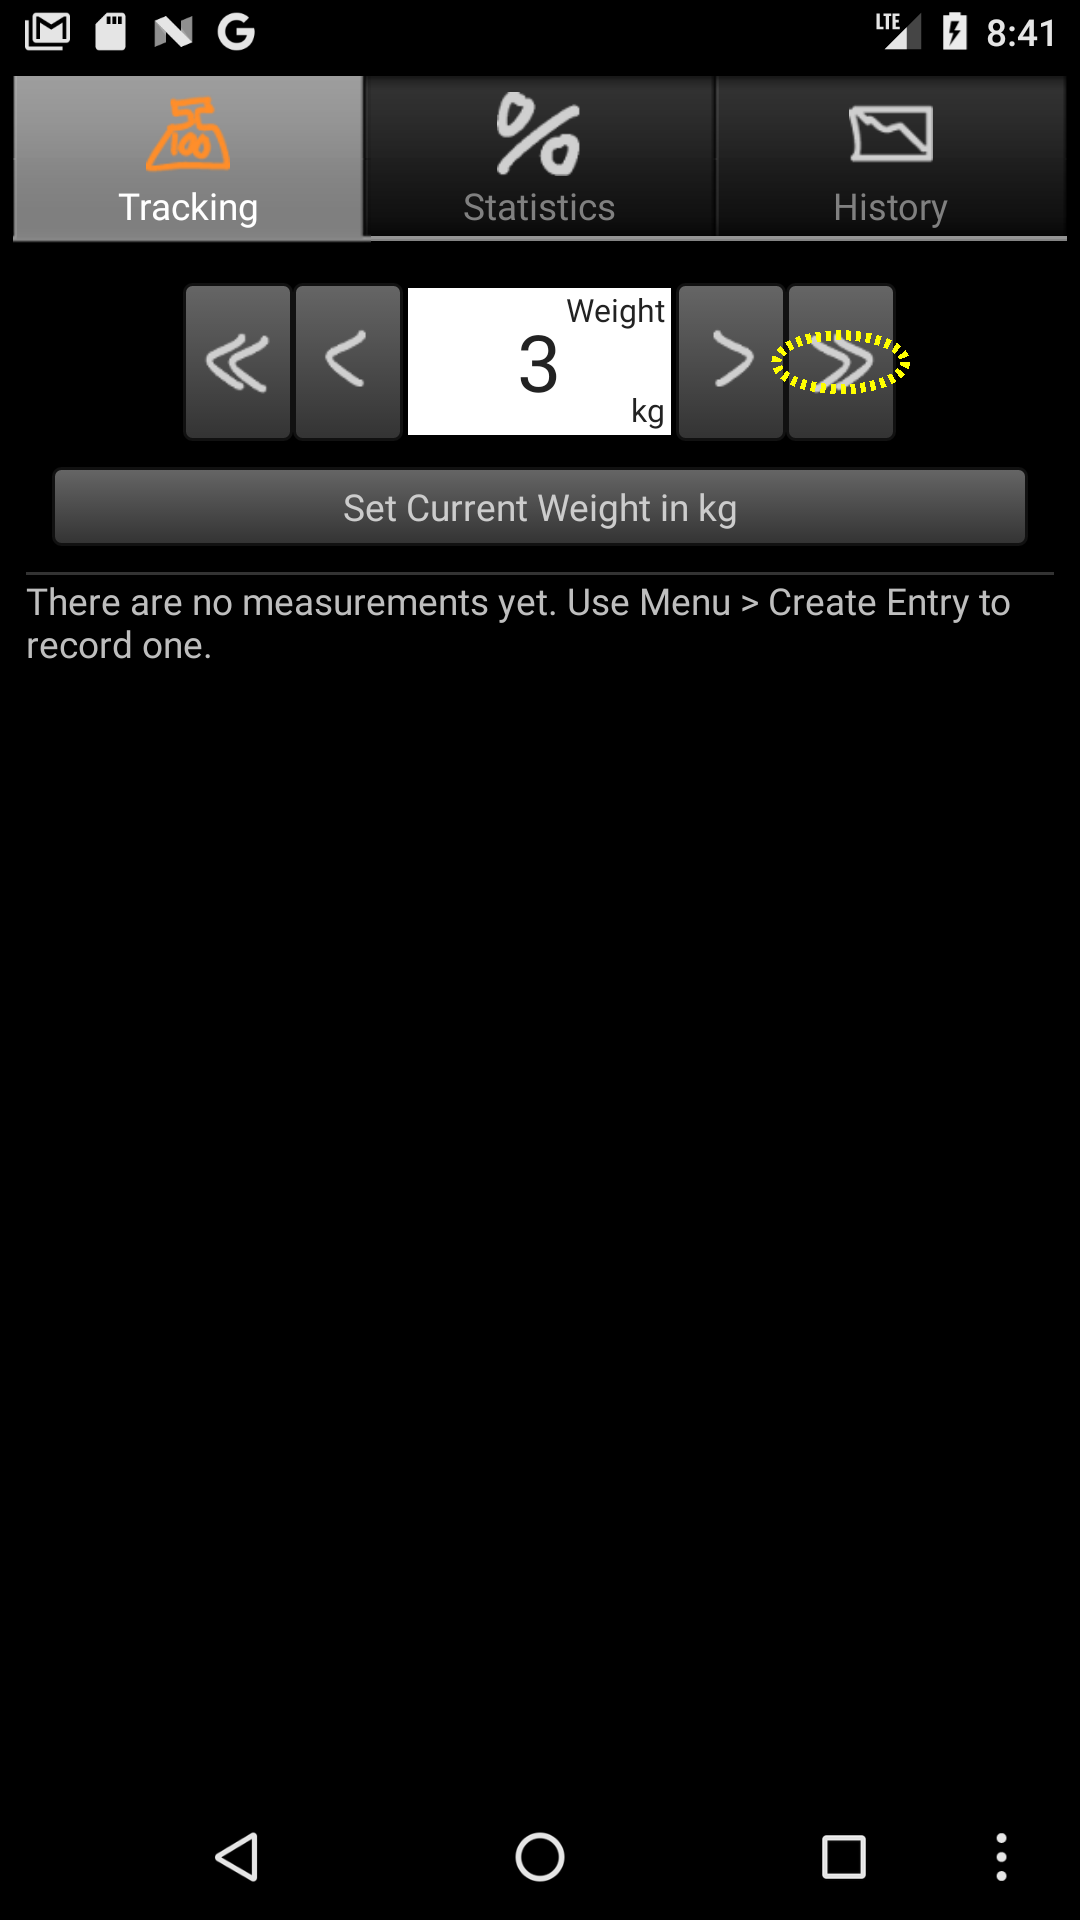 LTE 8:41
100
Tracking
%
Statistics
History
Weight
3
kg
Set Current Weight in kg
There are no measurements yet. Use Menu > Create Entry to
record one.